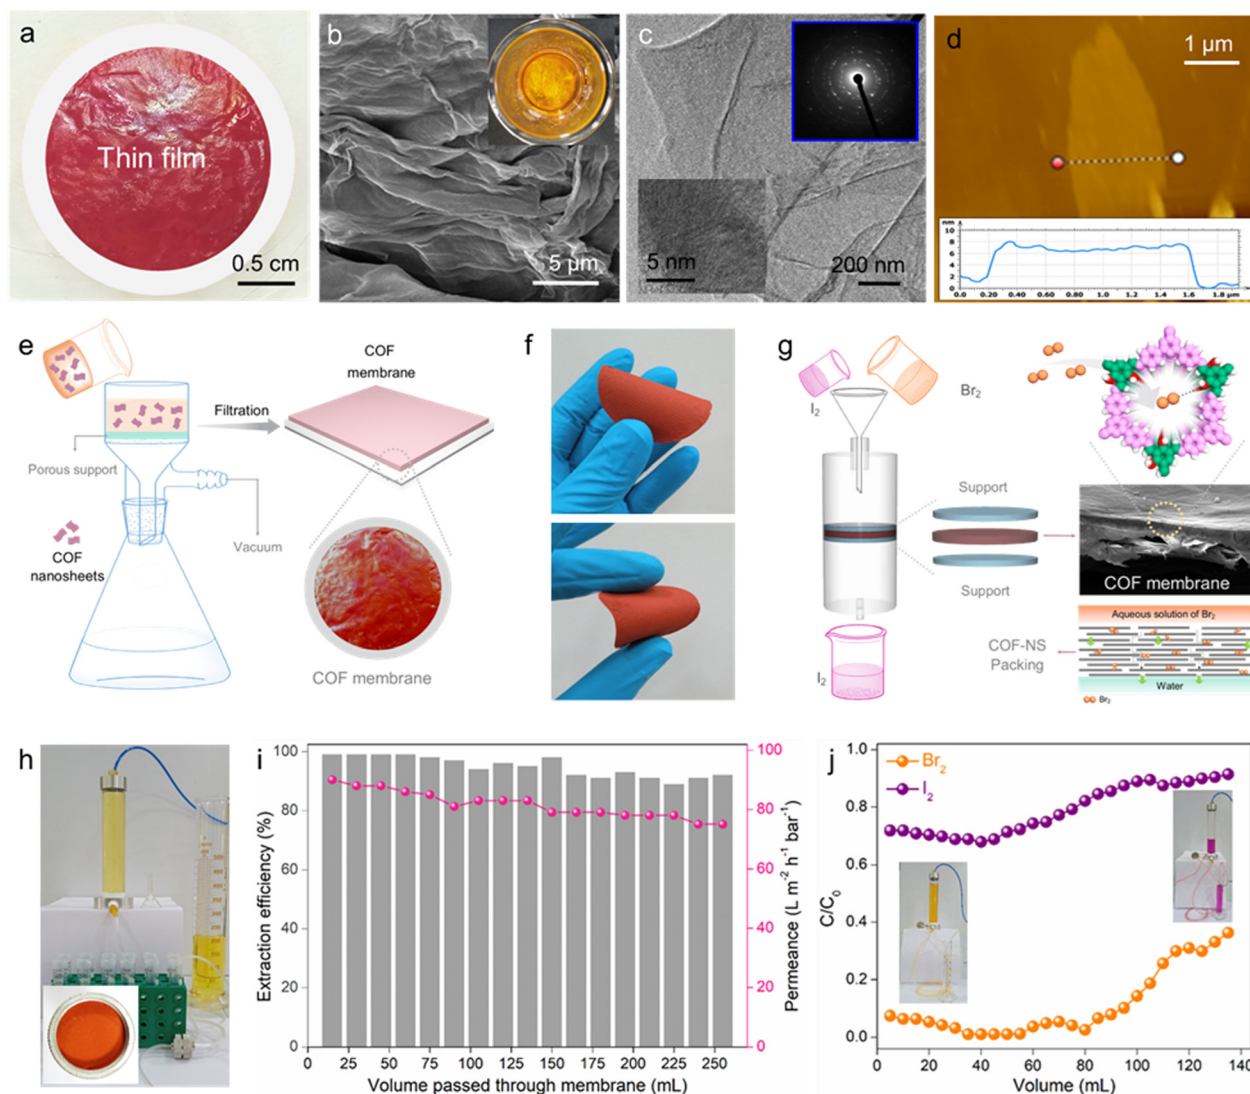 a
Thin film
0.5 cm
b
5 µm
c
5 nm
200 nm
d
1 µm
nm
10
8
6
4
2
0
0.0 0.20 0.40 0.60 0.80 1.0 1.2 1.4 1.6 1.8 µm
e
COF
membrane
Filtration
Porous support
COF
nanosheets
Vacuum
COF membrane
f
g
I2
Br2
Support
Support
COF membrane
Aqueous solution of Br2
COF-NS
Packing
Water
Br2
I2
h
i
Extraction efficiency (%)
100
80
60
40
20
0
0 25 50 75 100 125 150 175 200 225 250
Volume passed through membrane (mL)
100
80
60
40
20
0
Permeance (L m-2 h-1 bar-1)
j
Br2
I2
C/C0
1.0
0.8
0.6
0.4
0.2
0.0
0 20 40 60 80 100 120 140
Volume (mL)